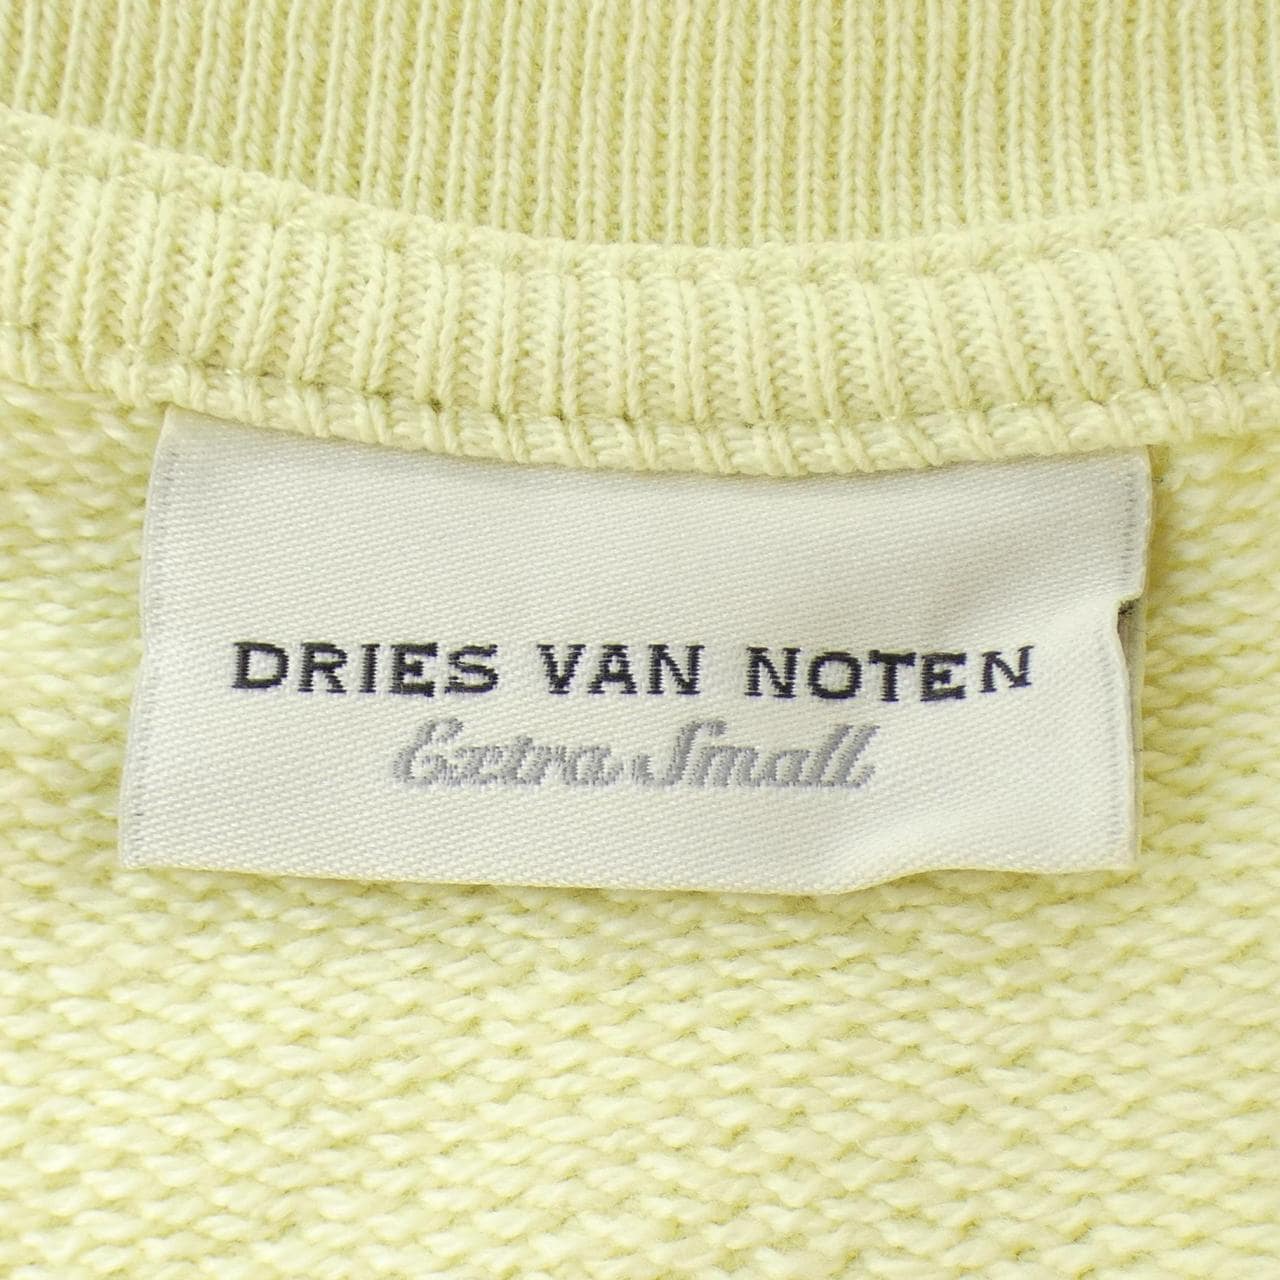 DRIES VAN NOTEN
Extra Small